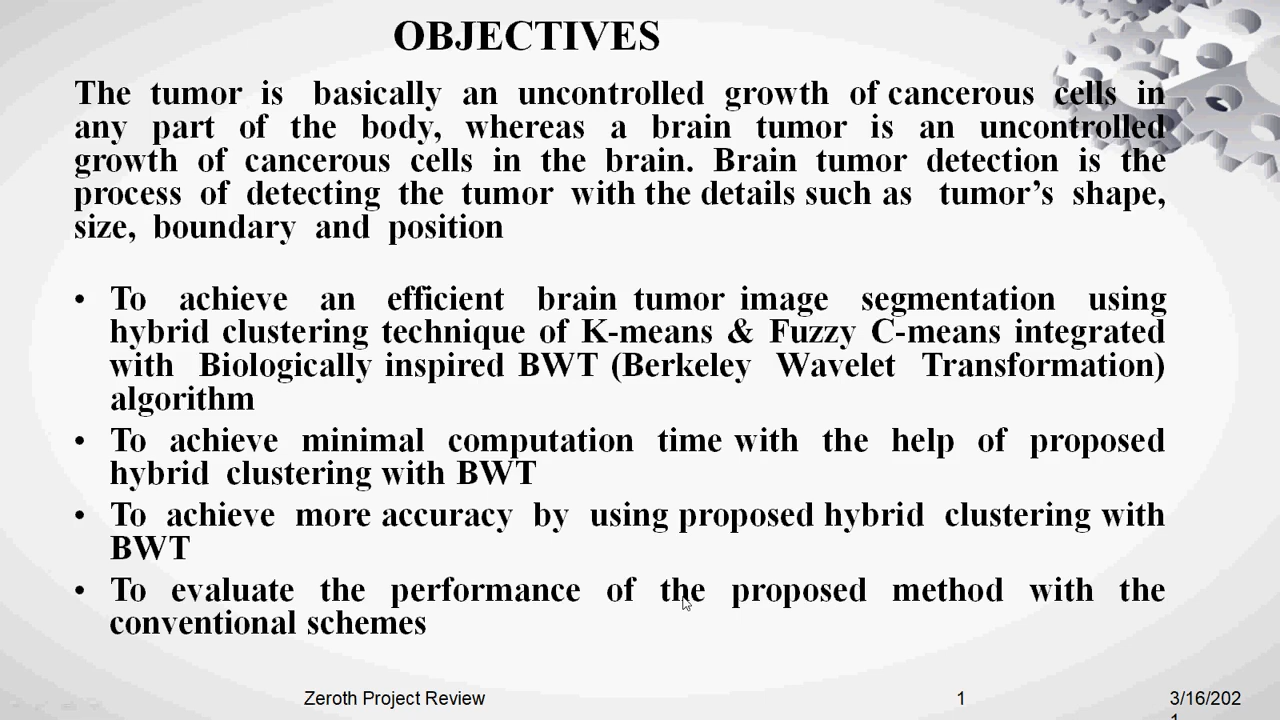 OBJECTIVES
The tumor is basically an uncontrolled growth of cancerous cells in
any part of the body, whereas a brain tumor is an uncontrolled
growth of cancerous cells in the brain. Brain tumor detection is the
process of detecting the tumor with the details such as tumor’s shape,
size, boundary and position
• To achieve an efficient brain tumor image segmentation using
hybrid clustering technique of K-means & Fuzzy C-means integrated
with Biologically inspired BWT (Berkeley Wavelet Transformation)
algorithm
• To achieve minimal computation time with the help of proposed
hybrid clustering with BWT
• To achieve more accuracy by using proposed hybrid clustering with
BWT
• To evaluate the performance of the proposed method with the
conventional schemes
Zeroth Project Review 1 3/16/202
1